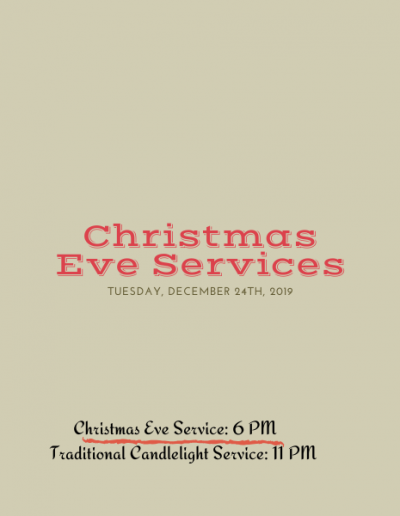 Christmas
Eve Services
TUESDAY, DECEMBER 24TH, 2019
Christmas Eve Service: 6 PM
Traditional Candlelight Service: 11 PM